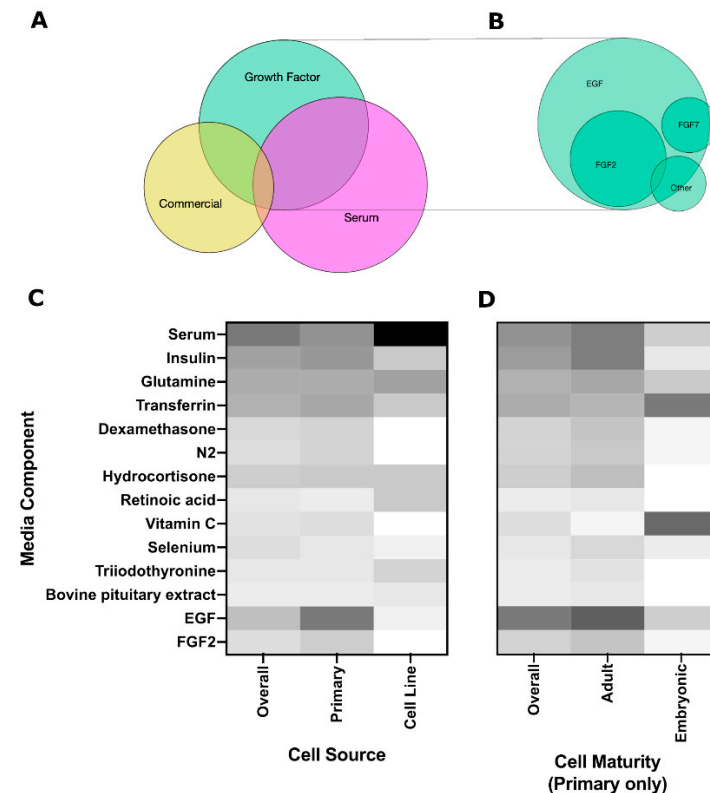 A
B
Growth Factor
Commercial
Serum
EGF
FGF7
FGF2
Other
C
D
Media Component
Serum
Insulin
Glutamine
Transferrin
Dexamethasone
N2
Hydrocortisone
Retinoic acid
Vitamin C
Selenium
Triiodothyronine
Bovine pituitary extract
EGF
FGF2
Overall
Primary
Cell Line
Cell Source
Overall
Adult
Embryonic
Cell Maturity
(Primary only)